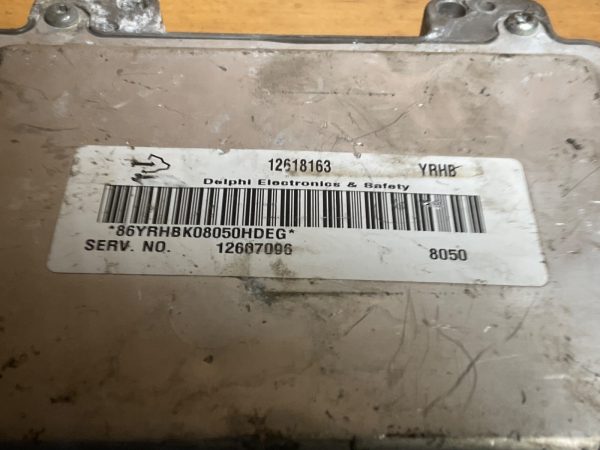 12618163 YRHB
Delphi Electronics & Safety
*86YRHBK08050HDEG*
SERV. NO. 12607096 8050